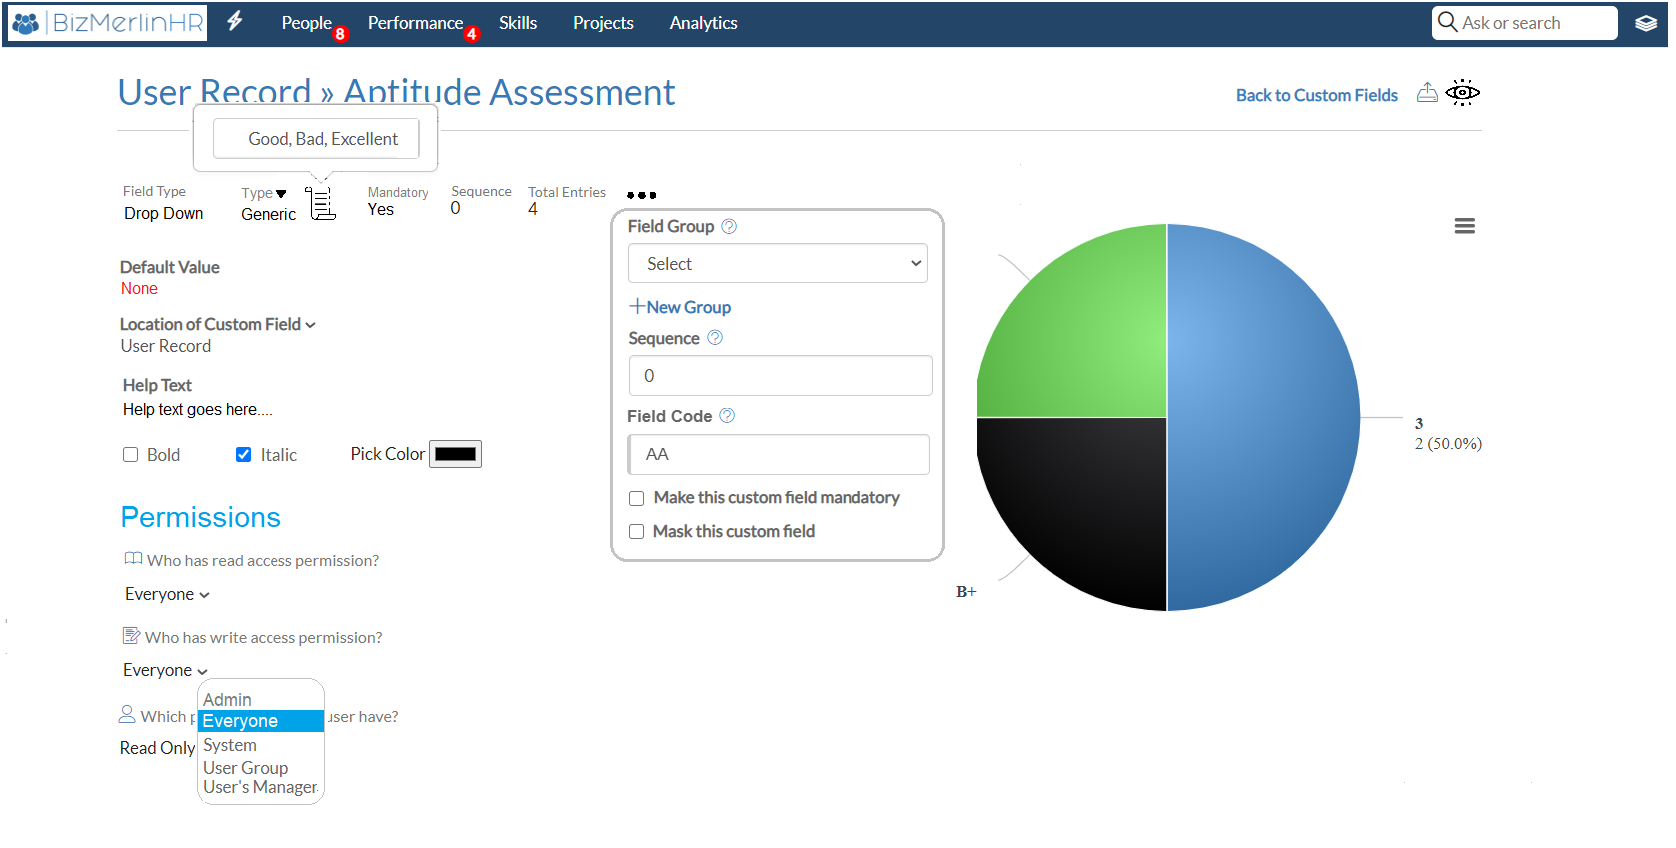 BizMerlinHR
People 8
Performance 4
Skills
Projects
Analytics
Ask or search
User Record » Aptitude Assessment
Back to Custom Fields
Good, Bad, Excellent
Field Type
Drop Down
Type
Generic
Mandatory
Yes
Sequence
0
Total Entries
4
Default Value
None
Location of Custom Field
User Record
Help Text
Help text goes here....
Bold
Italic
Pick Color
Permissions
Who has read access permission?
Everyone
Who has write access permission?
Everyone
Admin
Everyone
System
User Group
User's Manager
Which user have?
Read Only
Field Group
Select
New Group
Sequence
0
Field Code
AA
Make this custom field mandatory
Mask this custom field
3
2 (50.0%)
B+